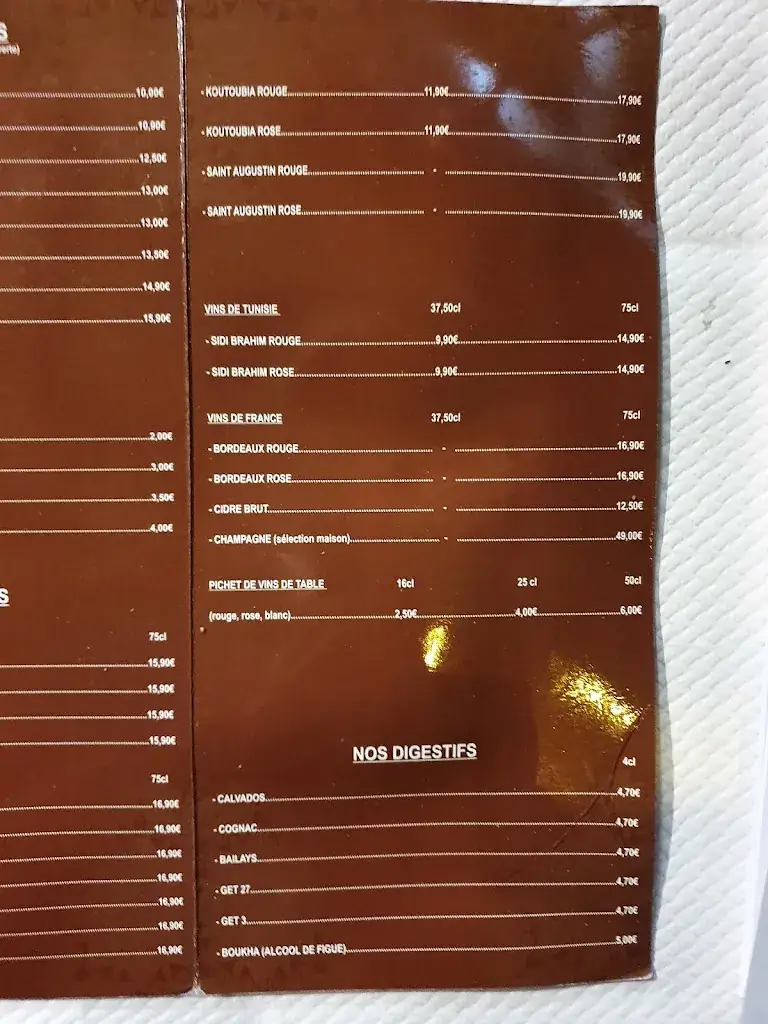 S
10,00€
10,90€
12,50€
13,00€
13,00€
13,50€
14,90€
15,90€
2,00€
3,00€
3,50€
4,00€
S
75cl
15,90€
15,90€
15,90€
15,90€
75cl
16,90€
16,90€
16,90€
16,90€
16,90€
16,90€
16,90€
- KOUTOUBIA ROUGE 11,90€ 17,90€
- KOUTOUBIA ROSE 11,90€ 17,90€
- SAINT AUGUSTIN ROUGE - 19,90€
- SAINT AUGUSTIN ROSE - 19,90€
VINS DE TUNISIE 37,50cl 75cl
- SIDI BRAHIM ROUGE 9,90€ 14,90€
- SIDI BRAHIM ROSE 9,90€ 14,90€
VINS DE FRANCE 37,50cl 75cl
- BORDEAUX ROUGE - 16,90€
- BORDEAUX ROSE - 16,90€
- CIDRE BRUT - 12,50€
- CHAMPAGNE (sélection maison) - 49,00€
PICHET DE VINS DE TABLE 16cl 25 cl 50cl
(rouge, rose, blanc) 2,50€ 4,00€ 6,00€
NOS DIGESTIFS
4cl
- CALVADOS 4,70€
- COGNAC 4,70€
- BAILAYS 4,70€
- GET 27 4,70€
- GET 3 4,70€
- BOUKHA (ALCOOL DE FIGUE) 5,00€